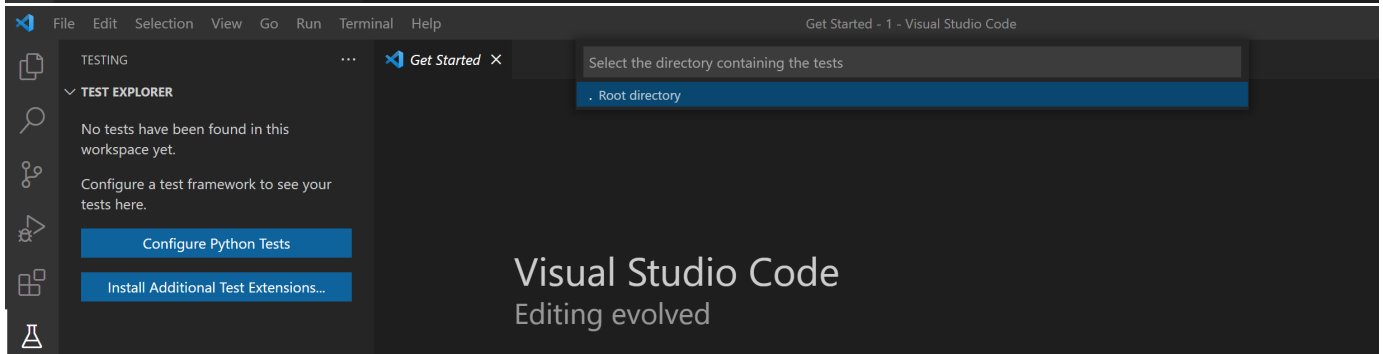 File Edit Selection View Go Run Terminal Help
Get Started - 1 - Visual Studio Code
TESTING
Get Started
Select the directory containing the tests
. Root directory
TEST EXPLORER
No tests have been found in this
workspace yet.
Configure a test framework to see your
tests here.
Configure Python Tests
Install Additional Test Extensions...
Visual Studio Code
Editing evolved